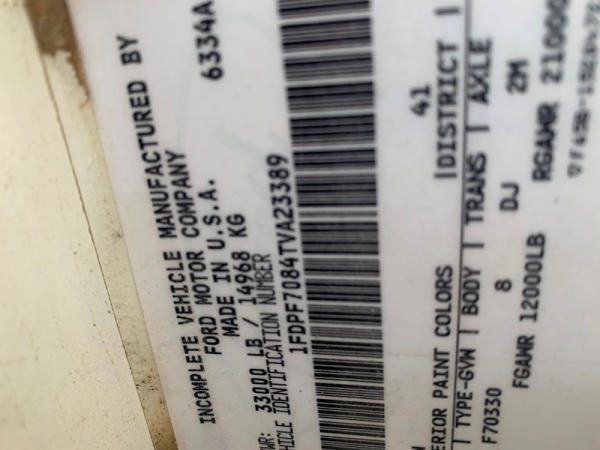 INCOMPLETE VEHICLE MANUFACTURED BY
FORD MOTOR COMPANY
MADE IN U.S.A. 6334A
33000 LB / 14968 KG
VEHICLE IDENTIFICATION NUMBER
1FDPF7084TVA23389
41
ERIOR PAINT COLORS |DISTRICT |
| TYPE-GVW | BODY | TRANS | AXLE
F70330 8 DJ 2M
FGAWR 12000LB RGAWR 21000